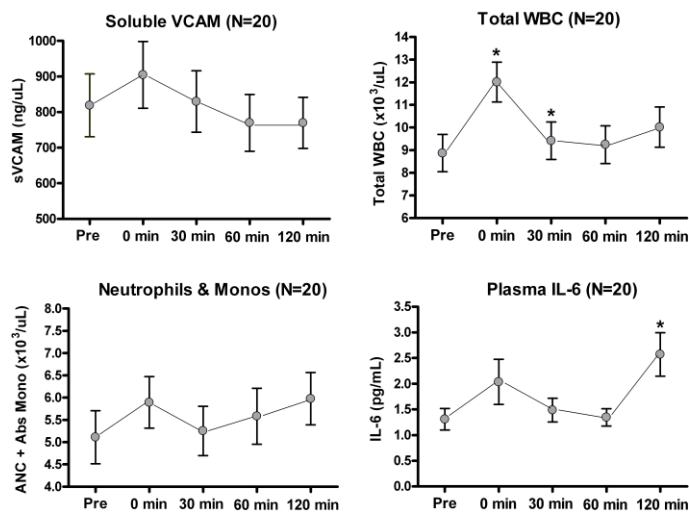 Soluble VCAM (N=20)
sVCAM (ng/uL)
1000
900
800
700
600
500
Pre 0 min 30 min 60 min 120 min
Total WBC (N=20)
Total WBC (x10³/uL)
14
13
12
11
10
9
8
7
6
* *
Pre 0 min 30 min 60 min 120 min
Neutrophils & Monos (N=20)
ANC + Abs Mono (x10³/uL)
8.0
7.5
7.0
6.5
6.0
5.5
5.0
4.5
4.0
Pre 0 min 30 min 60 min 120 min
Plasma IL-6 (N=20)
IL-6 (pg/mL)
3.5
3.0
2.5
2.0
1.5
1.0
0.5
0.0
*
Pre 0 min 30 min 60 min 120 min